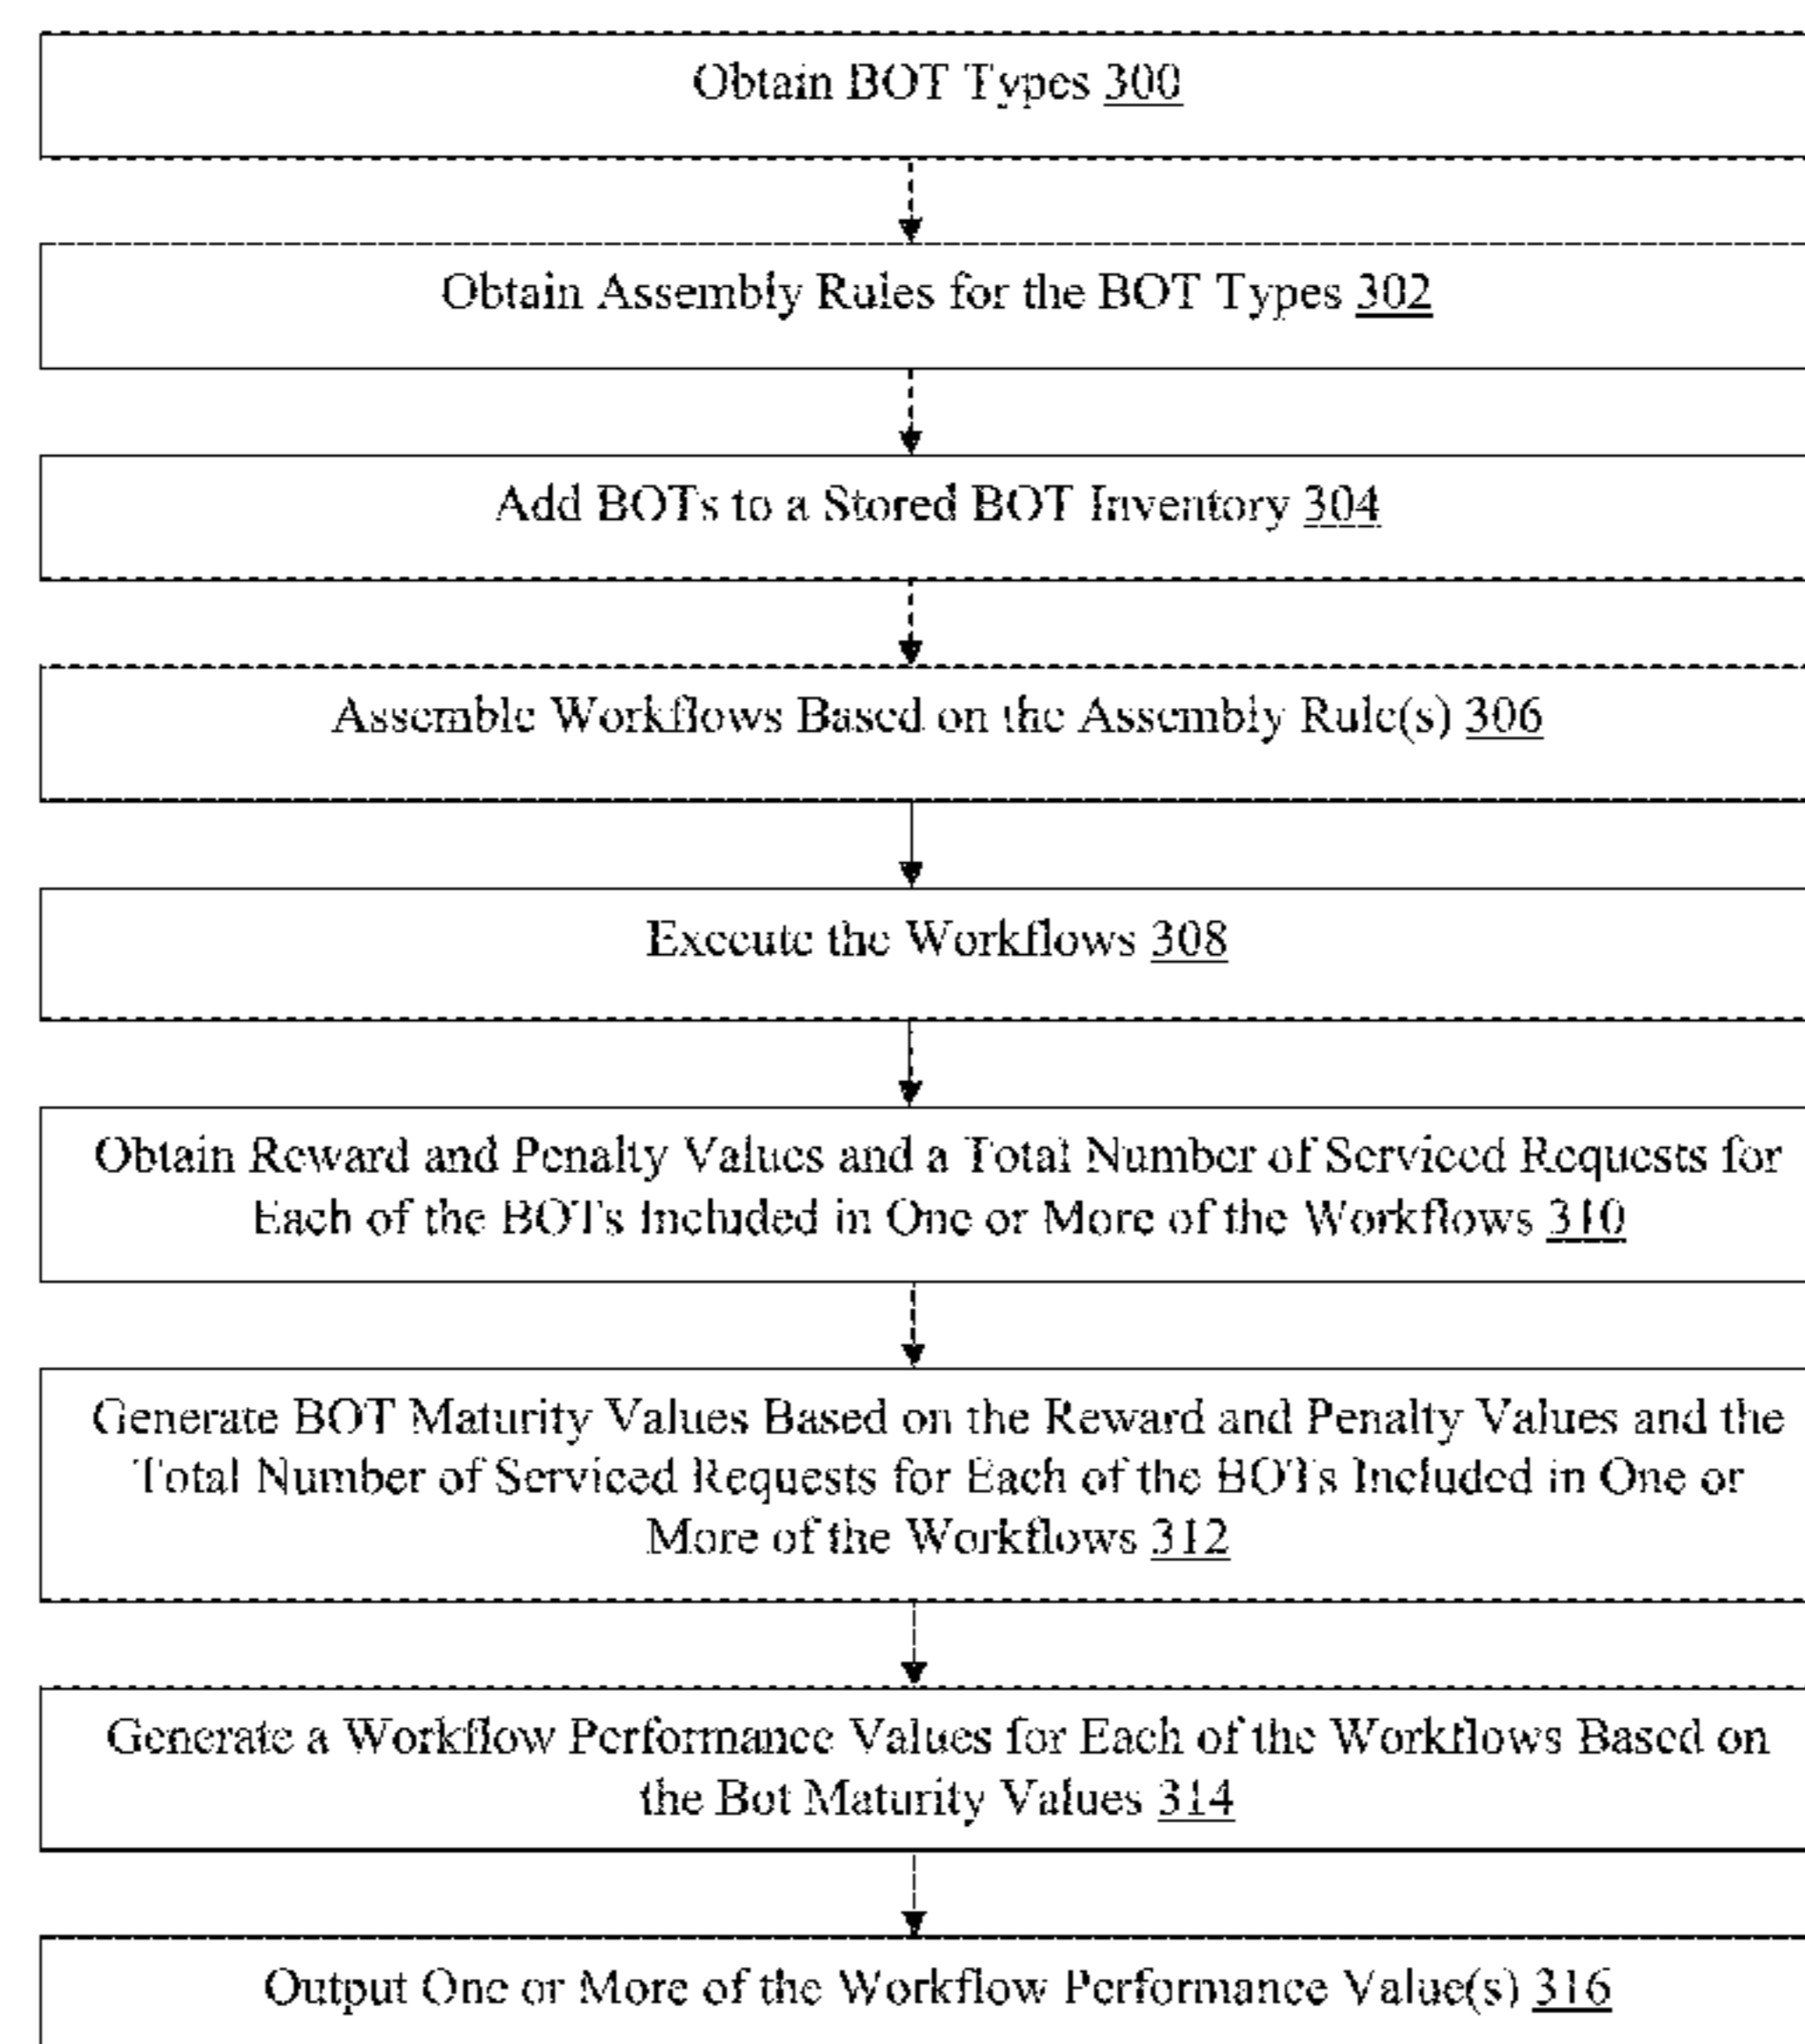 Obtain BOT Types 300
Obtain Assembly Rules for the BOT Types 302
Add BOTs to a Stored BOT Inventory 304
Assemble Workflows Based on the Assembly Rule(s) 306
Execute the Workflows 308
Obtain Reward and Penalty Values and a Total Number of Serviced Requests for
Each of the BOTs Included in One or More of the Workflows 310
Generate BOT Maturity Values Based on the Reward and Penalty Values and the
Total Number of Serviced Requests for Each of the BOTs Included in One or
More of the Workflows 312
Generate a Workflow Performance Values for Each of the Workflows Based on
the Bot Maturity Values 314
Output One or More of the Workflow Performance Value(s) 316